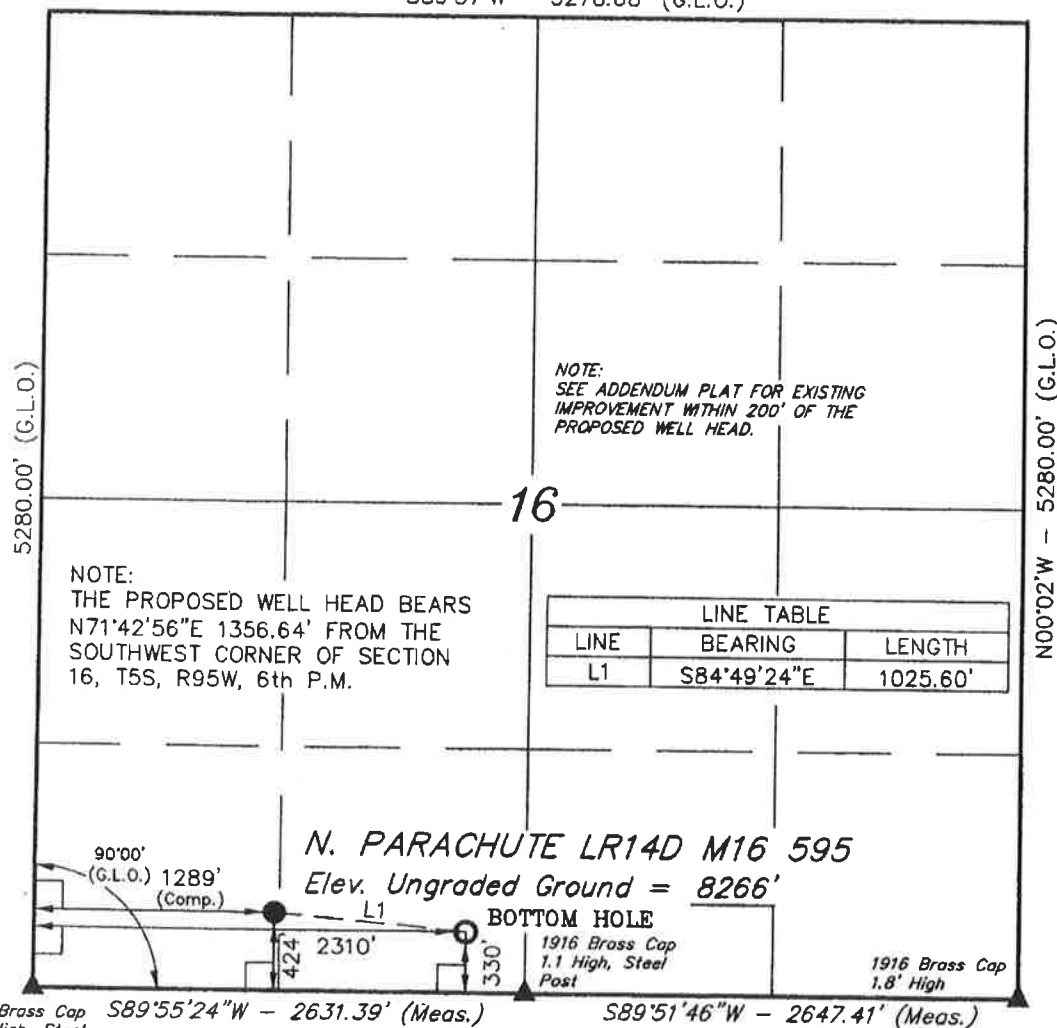 5278.68' (G.L.O.)
5280.00' (G.L.O.)
N00°02'W – 5280.00' (G.L.O.)
NOTE:
SEE ADDENDUM PLAT FOR EXISTING
IMPROVEMENT WITHIN 200' OF THE
PROPOSED WELL HEAD.
16
NOTE:
THE PROPOSED WELL HEAD BEARS
N71°42'56"E 1356.64' FROM THE
SOUTHWEST CORNER OF SECTION
16, T5S, R95W, 6th P.M.
LINE TABLE
LINE BEARING LENGTH
L1 S84°49'24"E 1025.60'
N. PARACHUTE LR14D M16 595
Elev. Ungraded Ground = 8266'
90°00'
(G.L.O.)
1289'
(Comp.)
L1
BOTTOM HOLE
2310'
424'
330'
1916 Brass Cap
1.1 High, Steel
Post
1916 Brass Cap
1.8' High
Brass Cap
S89°55'24"W – 2631.39' (Meas.)
S89°51'46"W – 2647.41' (Meas.)